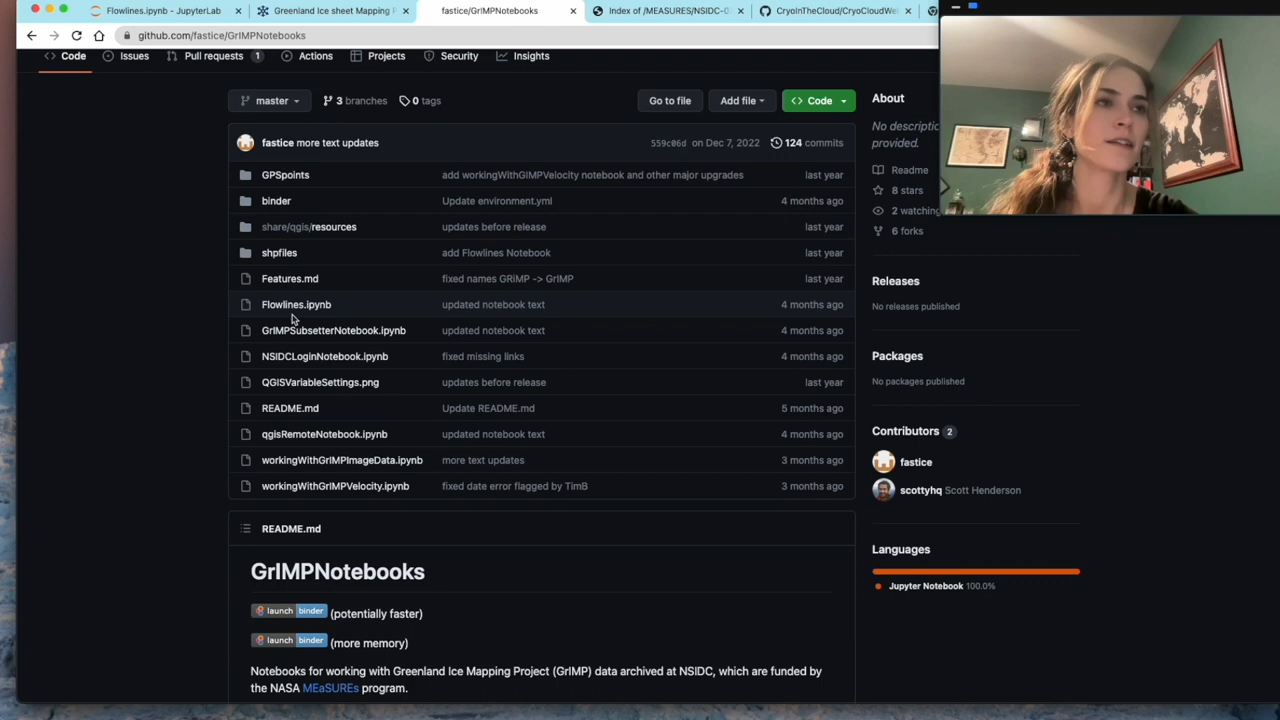 Flowlines.ipynb - JupyterLab
Greenland Ice sheet Mapping P
fastice/GrIMPNotebooks
Index of /MEASURES/NSIDC-0
CryoInTheCloud/CryoCloudWe
github.com/fastice/GrIMPNotebooks
Code
Issues
Pull requests 1
Actions
Projects
Security
Insights
master
3 branches
0 tags
Go to file
Add file
Code
fastice more text updates 559c06d on Dec 7, 2022 124 commits
GPSpoints add workingWithGIMPVelocity notebook and other major upgrades last year
binder Update environment.yml 4 months ago
share/qgis/resources updates before release last year
shpfiles add Flowlines Notebook last year
Features.md fixed names GRiMP -> GrIMP last year
Flowlines.ipynb updated notebook text 4 months ago
GrIMPSubsetterNotebook.ipynb updated notebook text 4 months ago
NSIDCLoginNotebook.ipynb fixed missing links 4 months ago
QGISVariableSettings.png updates before release last year
README.md Update README.md 5 months ago
qgisRemoteNotebook.ipynb updated notebook text 4 months ago
workingWithGrIMPImageData.ipynb more text updates 3 months ago
workingWithGrIMPVelocity.ipynb fixed date error flagged by TimB 3 months ago
README.md
GrIMPNotebooks
launch binder (potentially faster)
launch binder (more memory)
Notebooks for working with Greenland Ice Mapping Project (GrIMP) data archived at NSIDC, which are funded by
the NASA MEaSUREs program.
About
No descriptio
provided.
Readme
8 stars
2 watching
6 forks
Releases
No releases published
Packages
No packages published
Contributors 2
fastice
scottyhq Scott Henderson
Languages
Jupyter Notebook 100.0%